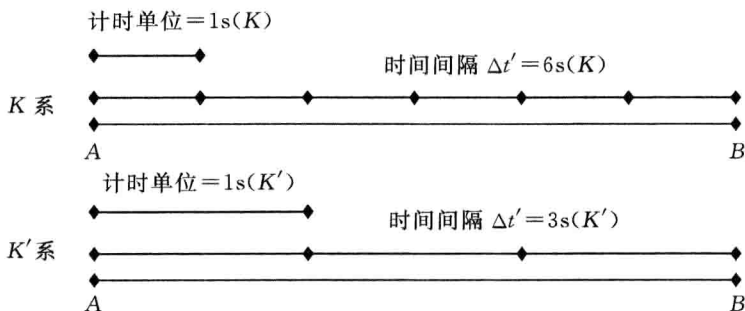 计时单位=1s(K)
时间间隔 Δt′=6s(K)
K 系
A B
计时单位=1s(K′)
时间间隔 Δt′=3s(K′)
K′系
A B